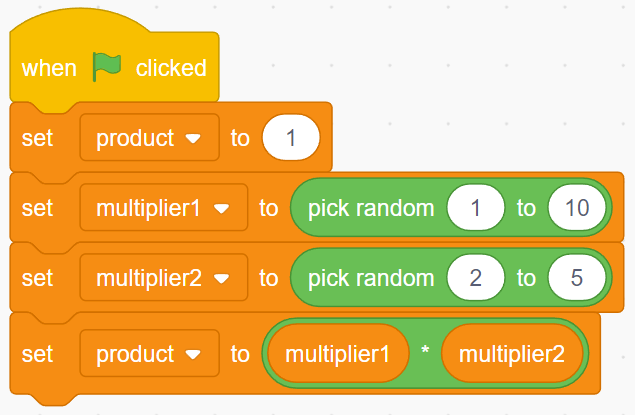 when clicked
set product to 1
set multiplier1 to pick random 1 to 10
set multiplier2 to pick random 2 to 5
set product to multiplier1 * multiplier2